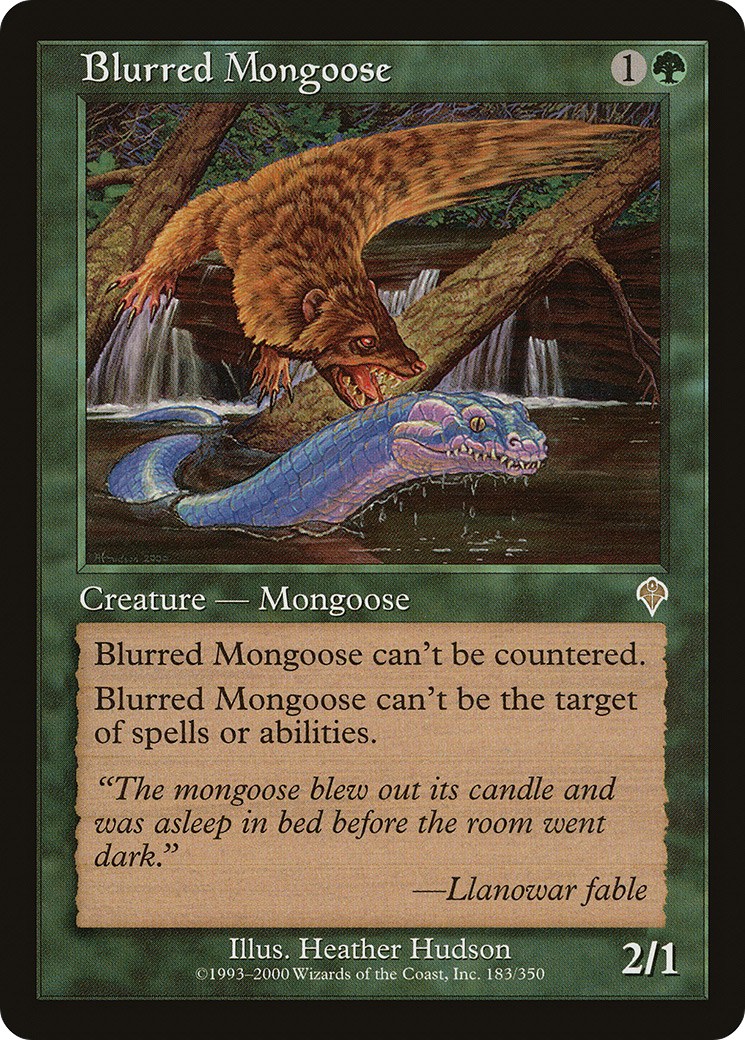 Blurred Mongoose 1
Hudson 2000
Creature — Mongoose
Blurred Mongoose can't be countered.
Blurred Mongoose can't be the target
of spells or abilities.
"The mongoose blew out its candle and
was asleep in bed before the room went
dark."
—Llanowar fable
Illus. Heather Hudson
©1993–2000 Wizards of the Coast, Inc. 183/350
2/1